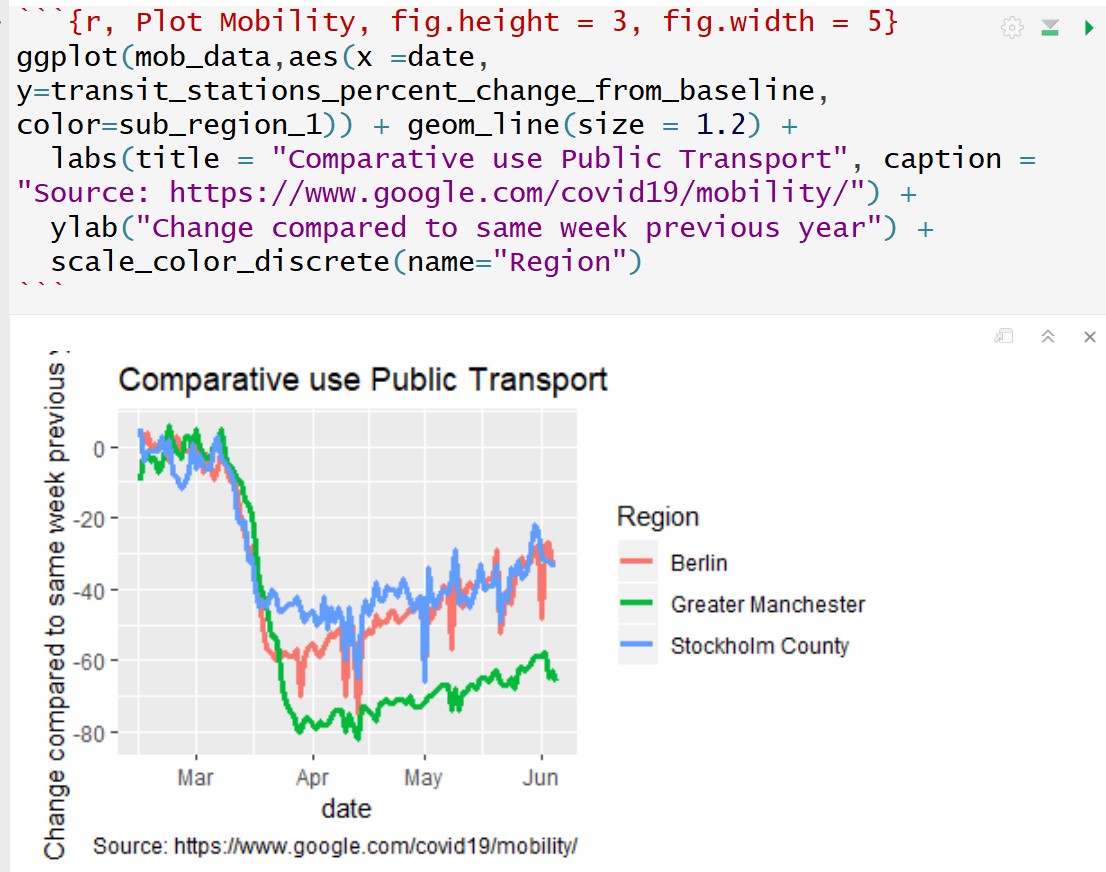 ```{r, Plot Mobility, fig.height = 3, fig.width = 5}
ggplot(mob_data,aes(x =date,
y=transit_stations_percent_change_from_baseline,
color=sub_region_1)) + geom_line(size = 1.2) +
  labs(title = "Comparative use Public Transport", caption =
"Source: https://www.google.com/covid19/mobility/") +
  ylab("Change compared to same week previous year") +
  scale_color_discrete(name="Region")
```
Comparative use Public Transport
Change compared to same week previous
0
-20
-40
-60
-80
Mar Apr May Jun
date
Region
Berlin
Greater Manchester
Stockholm County
Source: https://www.google.com/covid19/mobility/